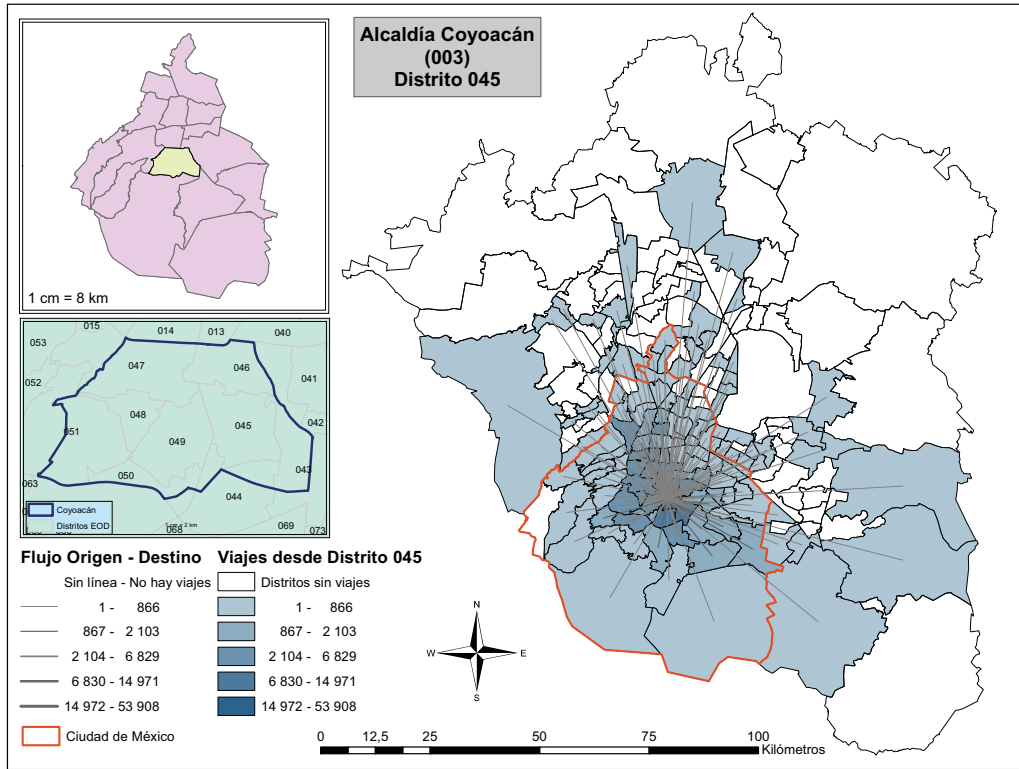 Alcaldía Coyoacán
(003)
Distrito 045
1 cm = 8 km
015
014
013
040
053
047
046
041
052
048
051
045
042
049
043
050
063
044
068
069
073
Coyoacán
Distritos EOD
1 cm = 2 km
Flujo Origen - Destino
Sin línea - No hay viajes
1 - 866
867 - 2 103
2 104 - 6 829
6 830 - 14 971
14 972 - 53 908
Ciudad de México
Viajes desde Distrito 045
Distritos sin viajes
1 - 866
867 - 2 103
2 104 - 6 829
6 830 - 14 971
14 972 - 53 908
N
W
E
S
0 12,5 25 50 75 100
Kilómetros